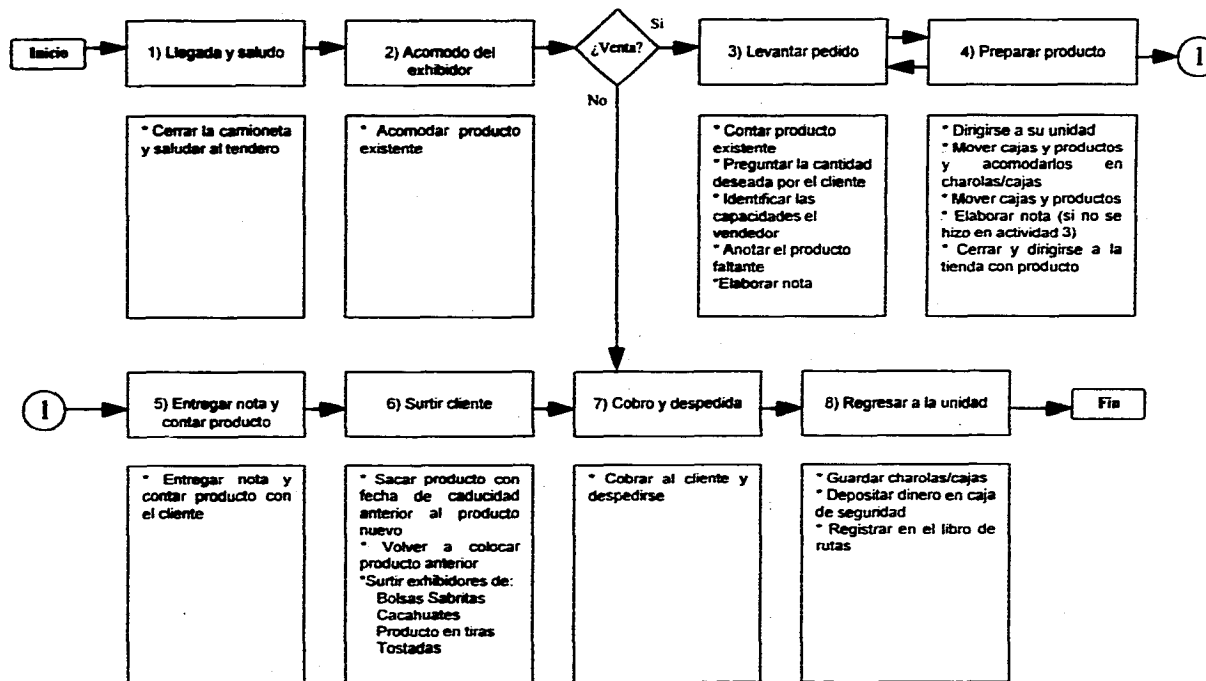 Inicio
1) Llegada y saludo
2) Acomodo del
exhibidor
¿Venta?
Si
No
3) Levantar pedido
4) Preparar producto
1
* Cerrar la camioneta
y saludar al tendero
* Acomodar producto
existente
* Contar producto
existente
* Preguntar la cantidad
deseada por el cliente
* Identificar las
capacidades el
vendedor
* Anotar el producto
faltante
*Elaborar nota
* Dirigirse a su unidad
* Mover cajas y productos
y acomodarlos en
charolas/cajas
* Mover cajas y productos
* Elaborar nota (si no se
hizo en actividad 3)
* Cerrar y dirigirse a la
tienda con producto
1
5) Entregar nota y
contar producto
6) Surtir cliente
7) Cobro y despedida
8) Regresar a la unidad
Fin
* Entregar nota y
contar producto con
el cliente
* Sacar producto con
fecha de caducidad
anterior al producto
nuevo
* Volver a colocar
producto anterior
*Surtir exhibidores de:
Bolsas Sabritas
Cacahuates
Producto en tiras
Tostadas
* Cobrar al cliente y
despedirse
* Guardar charolas/cajas
* Depositar dinero en caja
de seguridad
* Registrar en el libro de
rutas